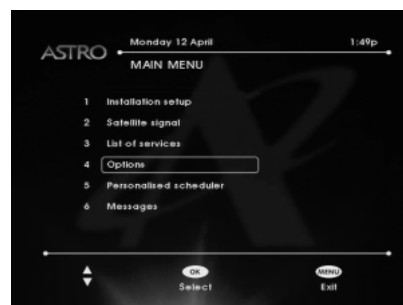 ASTRO
Monday 12 April 1:49p
MAIN MENU
1 Installation setup
2 Satellite signal
3 List of services
4 Options
5 Personalised scheduler
6 Messages
OK MENU
Select Exit